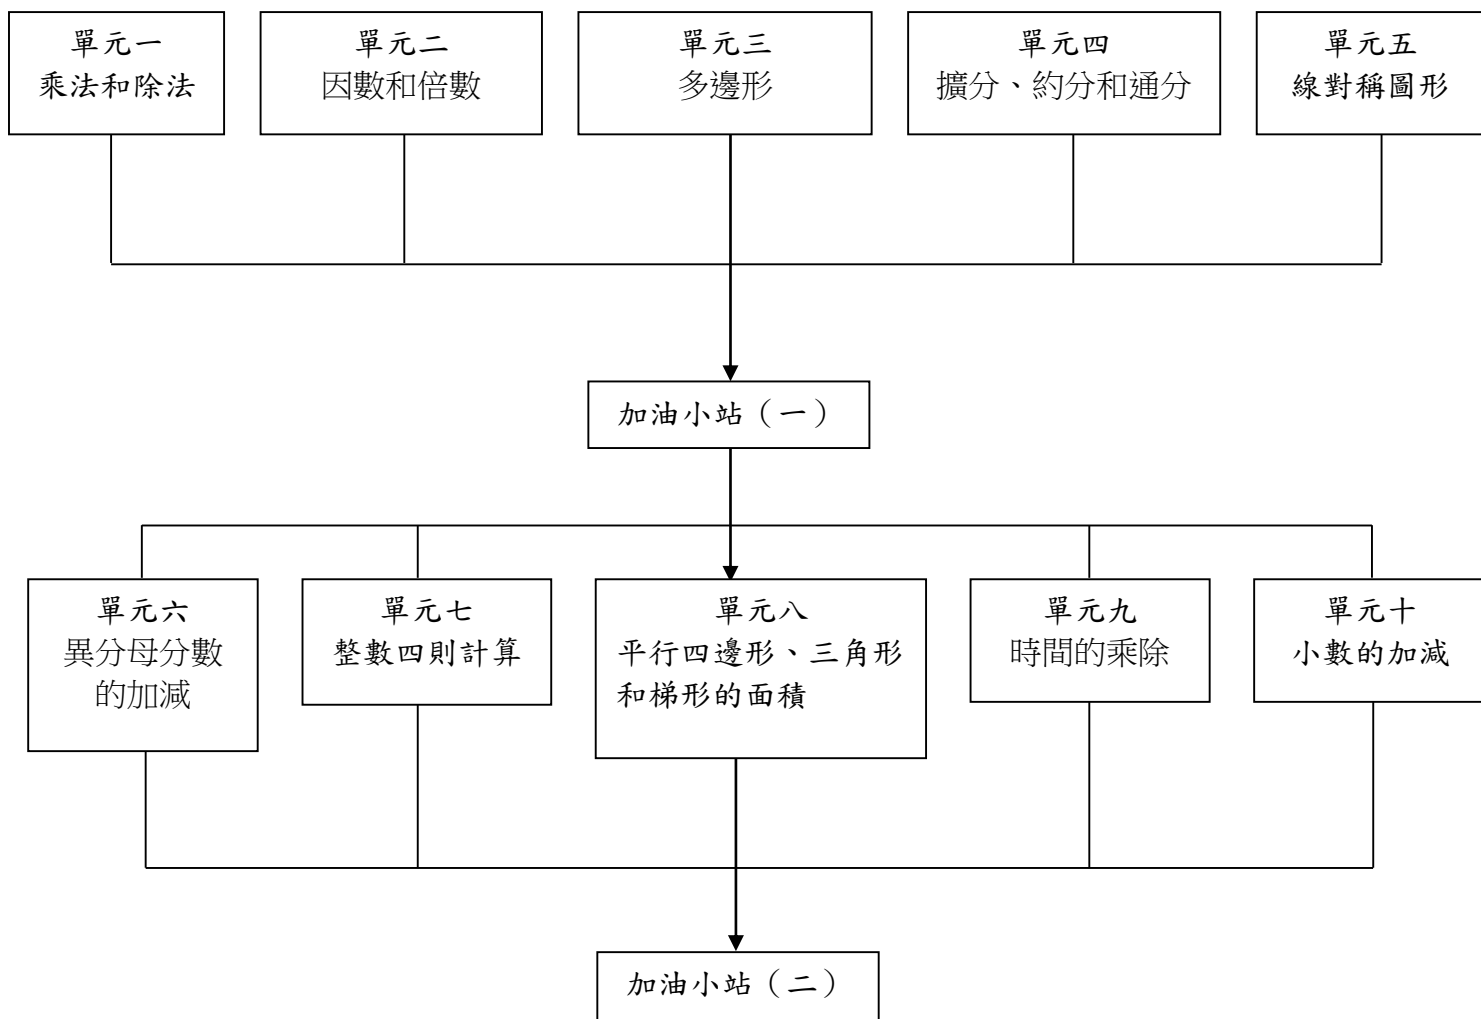 單元一
乘法和除法
單元二
因數和倍數
單元三
多邊形
單元四
擴分、約分和通分
單元五
線對稱圖形
加油小站（一）
單元六
異分母分數
的加減
單元七
整數四則計算
單元八
平行四邊形、三角形
和梯形的面積
單元九
時間的乘除
單元十
小數的加減
加油小站（二）